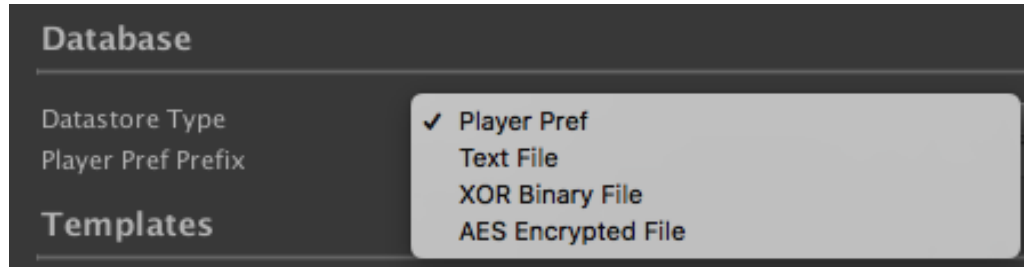 Database
Datastore Type
✓ Player Pref
Player Pref Prefix
Text File
XOR Binary File
Templates
AES Encrypted File